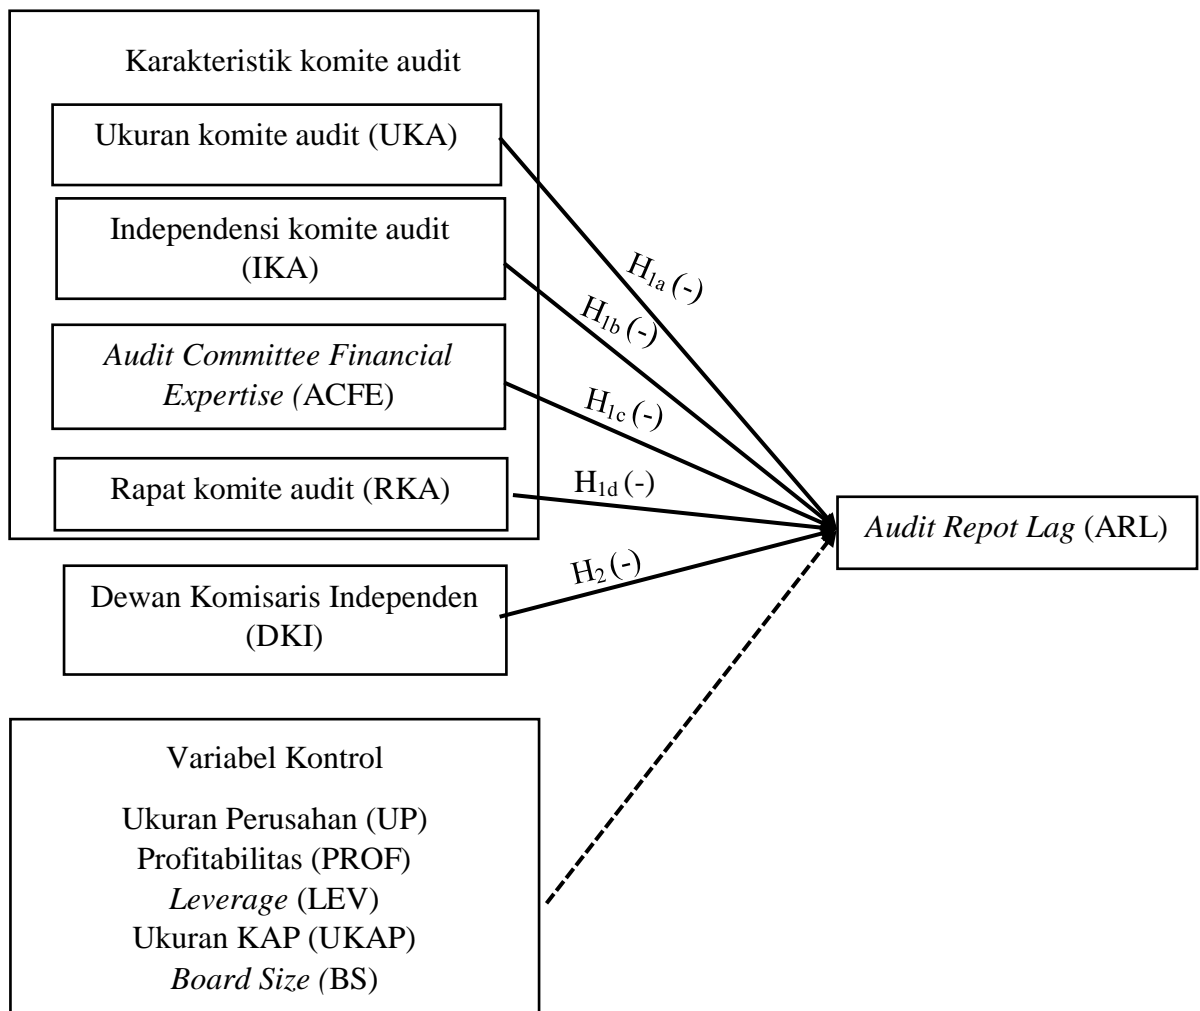 Karakteristik komite audit
Ukuran komite audit (UKA)
Independensi komite audit
(IKA)
Audit Committee Financial
Expertise (ACFE)
Rapat komite audit (RKA)
Dewan Komisaris Independen
(DKI)
H1a (-)
H1b (-)
H1c (-)
H1d (-)
H2 (-)
Audit Repot Lag (ARL)
Variabel Kontrol
Ukuran Perusahan (UP)
Profitabilitas (PROF)
Leverage (LEV)
Ukuran KAP (UKAP)
Board Size (BS)